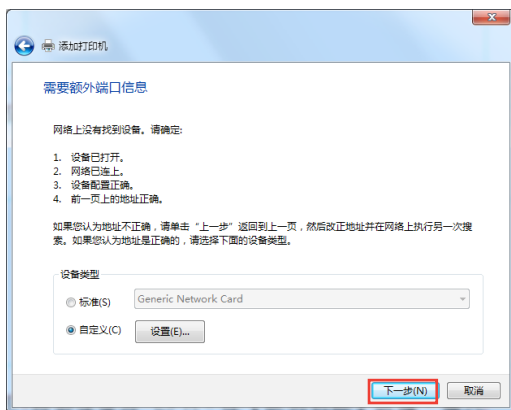 添加打印机
需要额外端口信息
网络上没有找到设备。请确定:
1. 设备已打开。
2. 网络已连上。
3. 设备配置正确。
4. 前一页上的地址正确。
如果您认为地址不正确，请单击“上一步”返回到上一页，然后改正地址并在网络上执行另一次搜
索。如果您认为地址是正确的，请选择下面的设备类型。
设备类型
标准(S) Generic Network Card
自定义(C) 设置(E)...
下一步(N) 取消